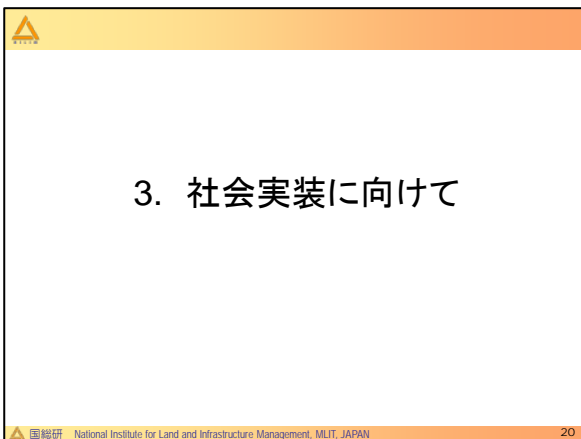 NILIM
3. 社会実装に向けて
国総研 National Institute for Land and Infrastructure Management, MLIT, JAPAN 20